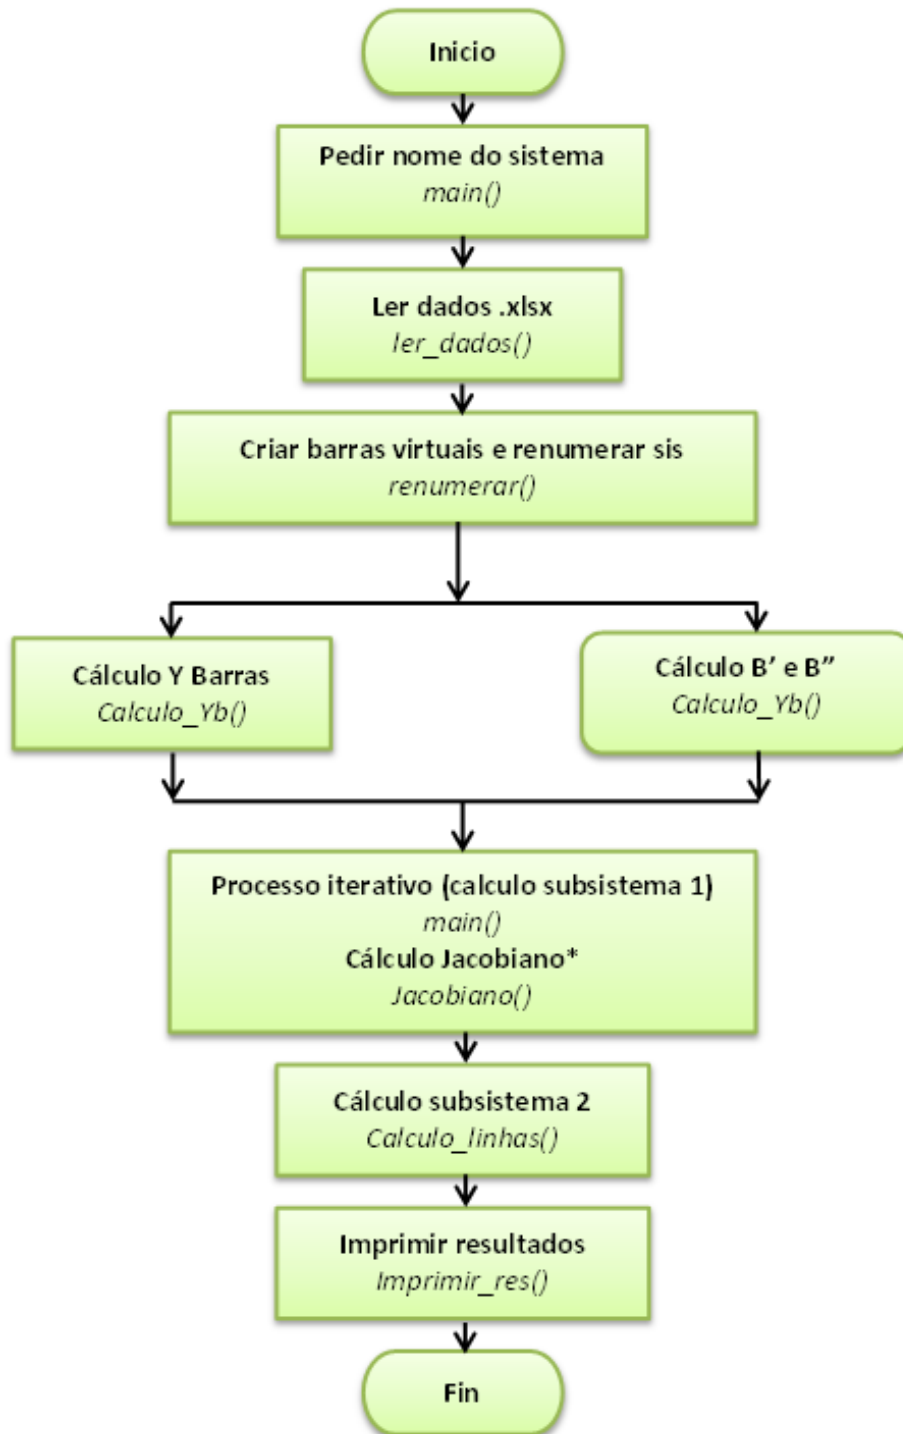 Inicio
Pedir nome do sistema
main()
Ler dados .xlsx
ler_dados()
Criar barras virtuais e renumerar sis
renumerar()
Cálculo Y Barras
Calculo_Yb()
Cálculo B’ e B”
Calculo_Yb()
Processo iterativo (calculo subsistema 1)
main()
Cálculo Jacobiano*
Jacobiano()
Cálculo subsistema 2
Calculo_linhas()
Imprimir resultados
Imprimir_res()
Fin